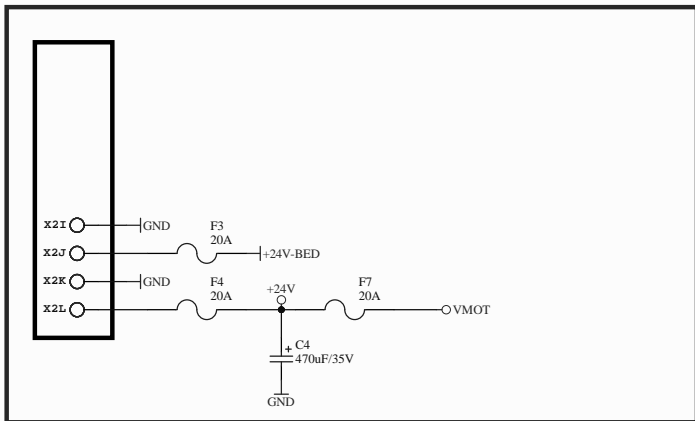 X2I
GND
F3
20A
X2J
+24V-BED
X2K
GND
F4
20A
+24V
F7
20A
X2L
VMOT
+
C4
470uF/35V
GND